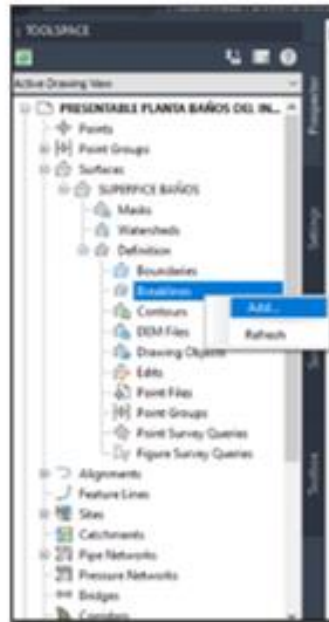 TOOLSPACE
Active Drawing View
PRESENTABLE PLANTA BAÑOS DEL IN...
Points
Point Groups
Surfaces
SUPERFICE BAÑOS
Masks
Watersheds
Definition
Boundaries
Breaklines
Add...
Contours
DEM Files
Refresh
Drawing Objects
Edits
Point Files
Point Groups
Point Survey Queries
Figure Survey Queries
Alignments
Feature Lines
Sites
Catchments
Pipe Networks
Pressure Networks
Bridges
Corridors
Prospector
Settings
Toolbox